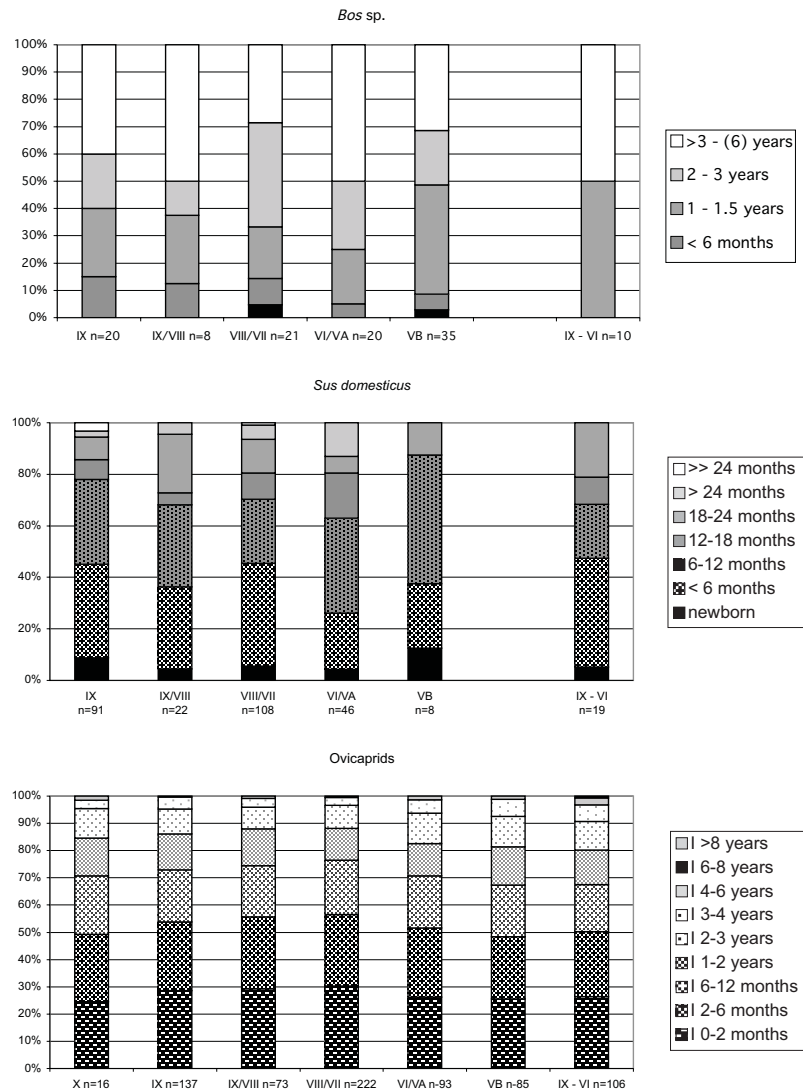 Bos sp.
100%
90%
80%
70%
60%
50%
40%
30%
20%
10%
0%
IX n=20 IX/VIII n=8 VIII/VII n=21 VI/VA n=20 VB n=35 IX - VI n=10
>3 - (6) years
2 - 3 years
1 - 1.5 years
< 6 months
Sus domesticus
100%
80%
60%
40%
20%
0%
IX IX/VIII VIII/VII VI/VA VB IX - VI
n=91 n=22 n=108 n=46 n=8 n=19
>> 24 months
> 24 months
18-24 months
12-18 months
6-12 months
< 6 months
newborn
Ovicaprids
100%
90%
80%
70%
60%
50%
40%
30%
20%
10%
0%
X n=16 IX n=137 IX/VIII n=73 VIII/VII n=222 VI/VA n-93 VB n-85 IX - VI n=106
I >8 years
I 6-8 years
I 4-6 years
I 3-4 years
I 2-3 years
I 1-2 years
I 6-12 months
I 2-6 months
I 0-2 months